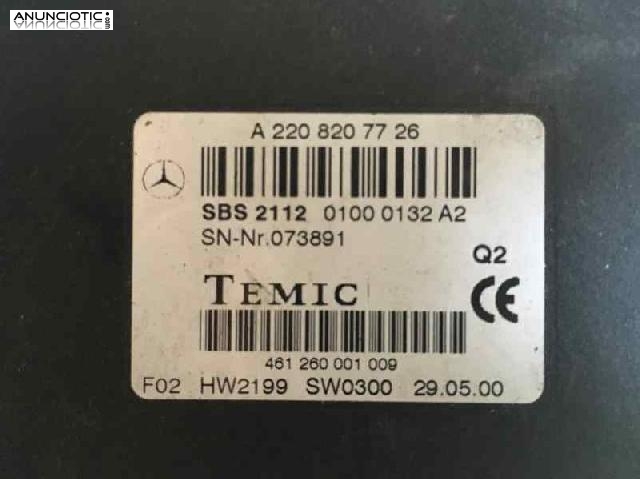 ANUNCIOTIC.com
A 220 820 77 26
SBS 2112 0100 0132 A2
SN-Nr.073891
Q2
TEMIC
CE
461 260 001 009
F02 HW2199 SW0300 29.05.00